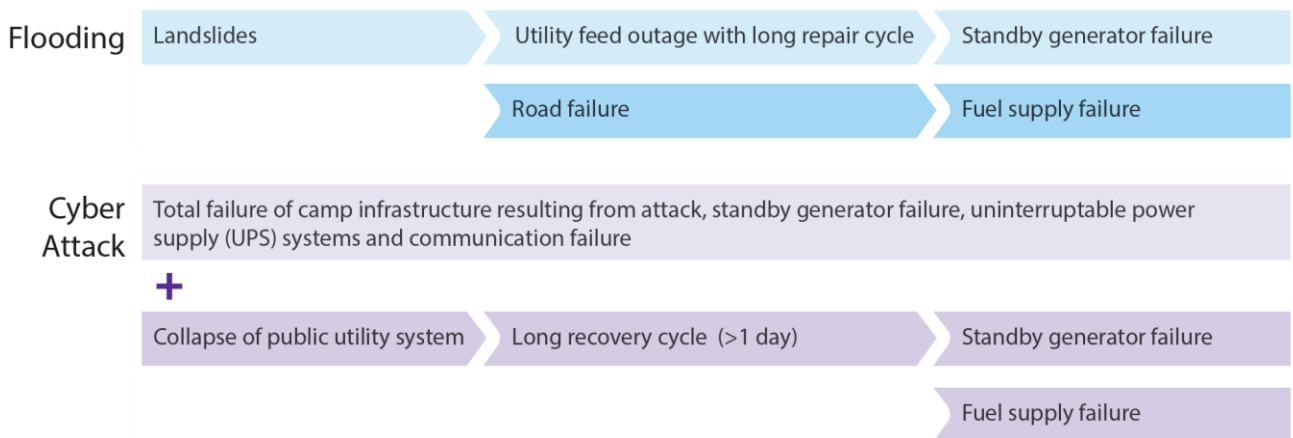 Flooding
Landslides
Utility feed outage with long repair cycle
Standby generator failure
Road failure
Fuel supply failure
Cyber
Attack
Total failure of camp infrastructure resulting from attack, standby generator failure, uninterruptable power
supply (UPS) systems and communication failure
+
Collapse of public utility system
Long recovery cycle (>1 day)
Standby generator failure
Fuel supply failure